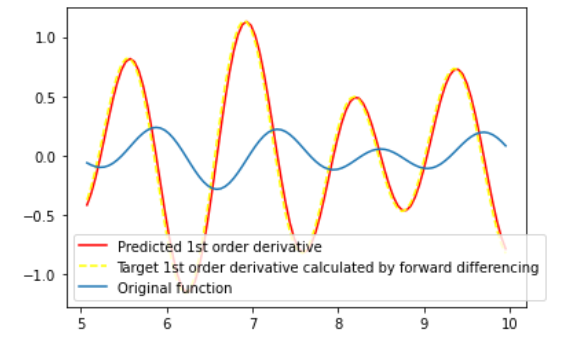 1.0
0.5
0.0
−0.5
−1.0
Predicted 1st order derivative
Target 1st order derivative calculated by forward differencing
Original function
5 6 7 8 9 10